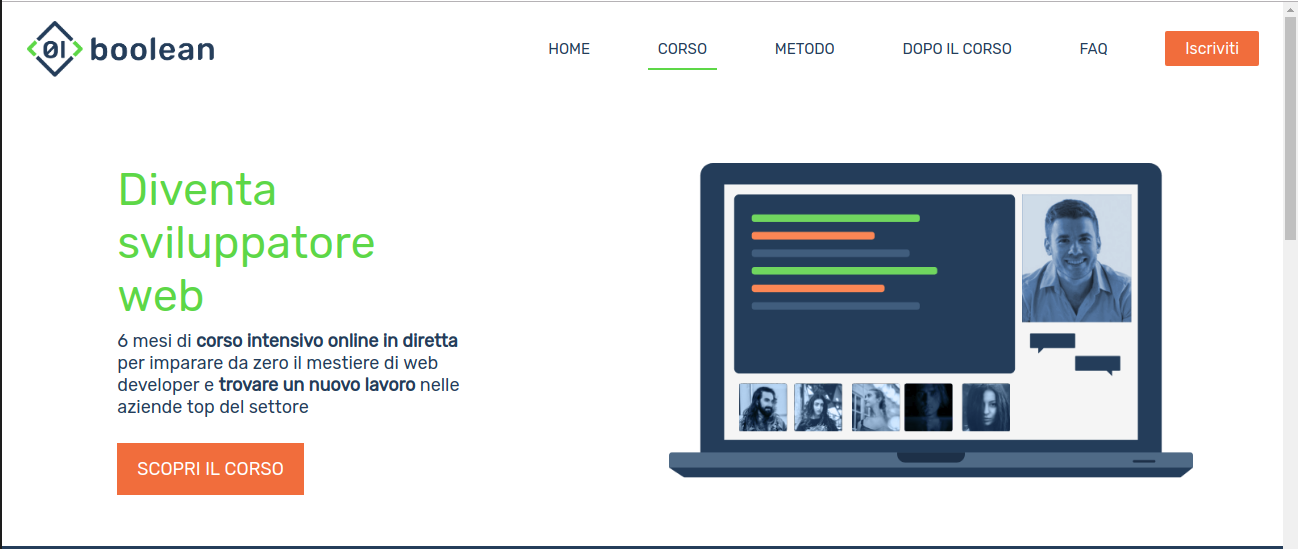 01 boolean
HOME CORSO METODO DOPO IL CORSO FAQ Iscriviti
Diventa
sviluppatore
web
6 mesi di corso intensivo online in diretta
per imparare da zero il mestiere di web
developer e trovare un nuovo lavoro nelle
aziende top del settore
SCOPRI IL CORSO